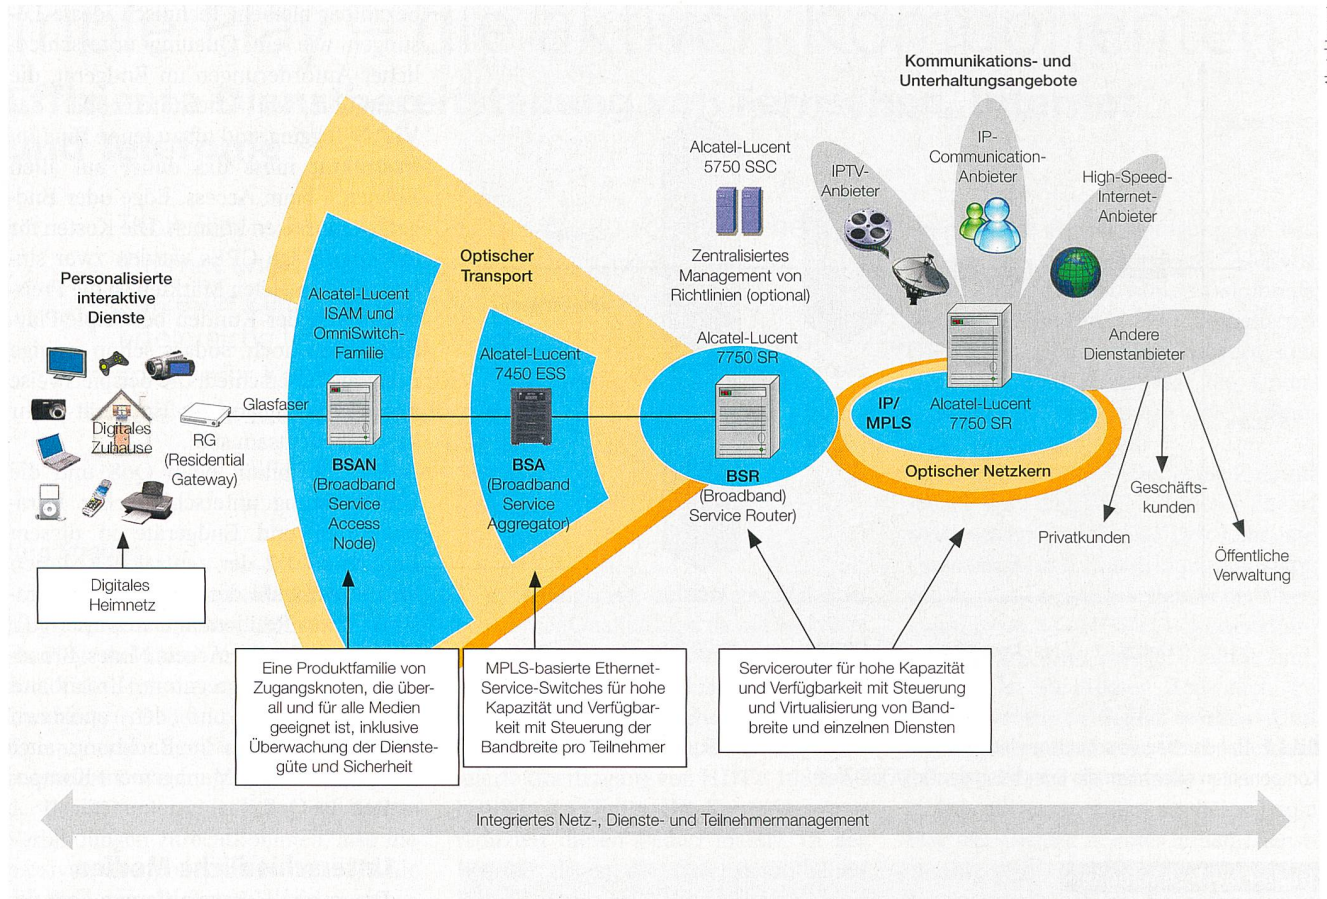 Kommunikations- und
Unterhaltungsangebote
Alcatel-Lucent
5750 SSC
Zentralisiertes
Management von
Richtlinien (optional)
IPTV-
Anbieter
IP-
Communication-
Anbieter
High-Speed-
Internet-
Anbieter
Andere
Dienstanbieter
Personalisierte
interaktive
Dienste
Digitales
Zuhause
RG
(Residential
Gateway)
Glasfaser
Digitales
Heimnetz
Alcatel-Lucent
ISAM und
OmniSwitch-
Familie
BSAN
(Broadband
Service
Access
Node)
Optischer
Transport
Alcatel-Lucent
7450 ESS
BSA
(Broadband
Service
Aggregator)
Alcatel-Lucent
7750 SR
BSR
(Broadband)
Service Router)
IP/
MPLS
Alcatel-Lucent
7750 SR
Optischer Netzkern
Privatkunden
Geschäfts-
kunden
Öffentliche
Verwaltung
Eine Produktfamilie von
Zugangsknoten, die über-
all und für alle Medien
geeignet ist, inklusive
Überwachung der Dienste-
güte und Sicherheit
MPLS-basierte Ethernet-
Service-Switches für hohe
Kapazität und Verfügbar-
keit mit Steuerung der
Bandbreite pro Teilnehmer
Servicerouter für hohe Kapazität
und Verfügbarkeit mit Steuerung
und Virtualisierung von Band-
breite und einzelnen Diensten
Integriertes Netz-, Dienste- und Teilnehmermanagement